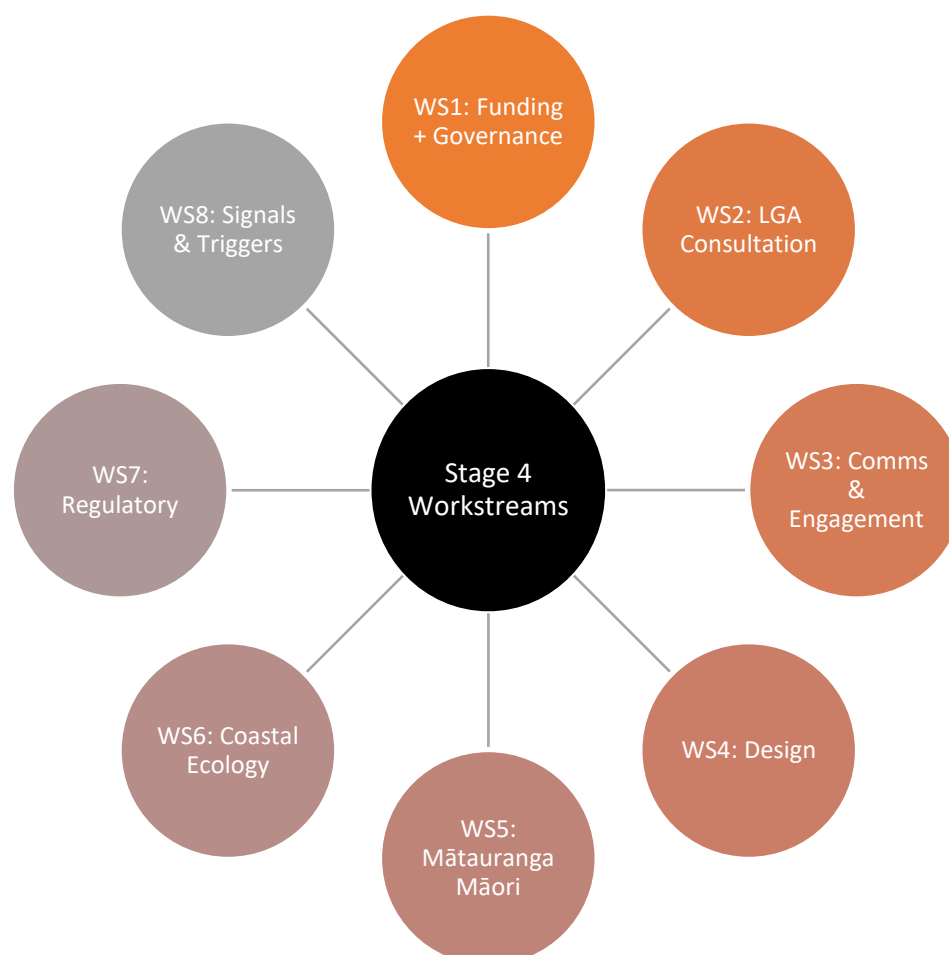 WS1: Funding
+ Governance
WS2: LGA
Consultation
WS3: Comms
&
Engagement
WS4: Design
WS5:
Mātauranga
Māori
WS6: Coastal
Ecology
WS7:
Regulatory
WS8: Signals
& Triggers
Stage 4
Workstreams